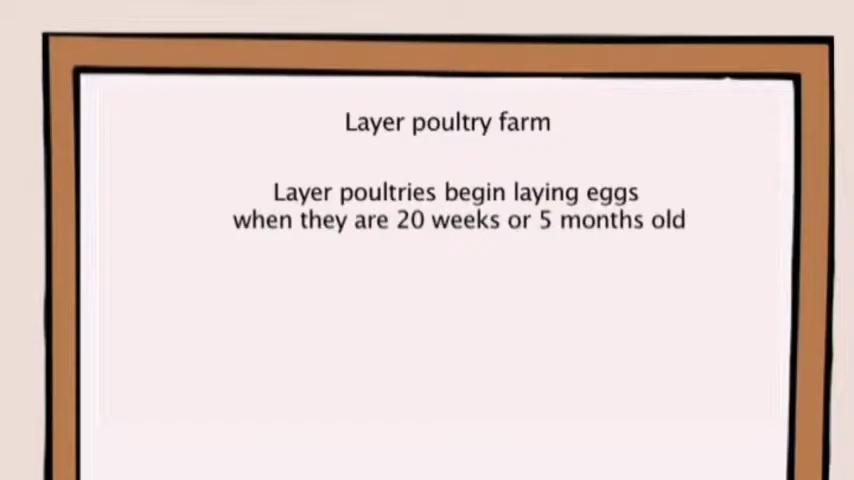 Layer poultry farm
Layer poultries begin laying eggs
when they are 20 weeks or 5 months old